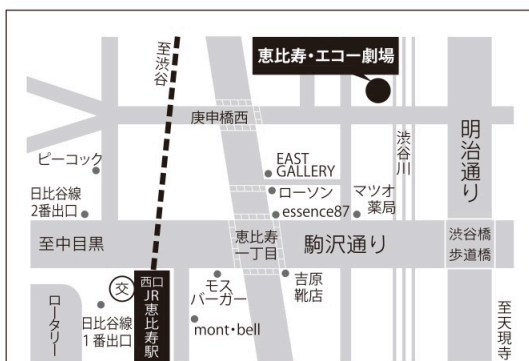 至渋谷
恵比寿・エコー劇場
庚申橋西
ピーコック
EAST
GALLERY
渋谷川
明治通り
日比谷線
2番出口
ローソン
essence87
マツオ
薬局
至中目黒
恵比寿
一丁目
駒沢通り
渋谷橋
歩道橋
交
西口
JR恵比寿駅
モス
バーガー
吉原
靴店
ロータリー
日比谷線
1番出口
mont・bell
至天現寺